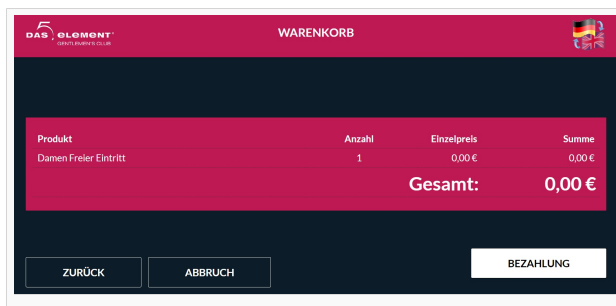 DAS 5 ELEMENT
GENTLEMEN'S CLUB
WARENKORB
Produkt Anzahl Einzelpreis Summe
Damen Freier Eintritt 1 0,00 € 0,00 €
Gesamt: 0,00 €
ZURÜCK ABBRUCH BEZAHLUNG